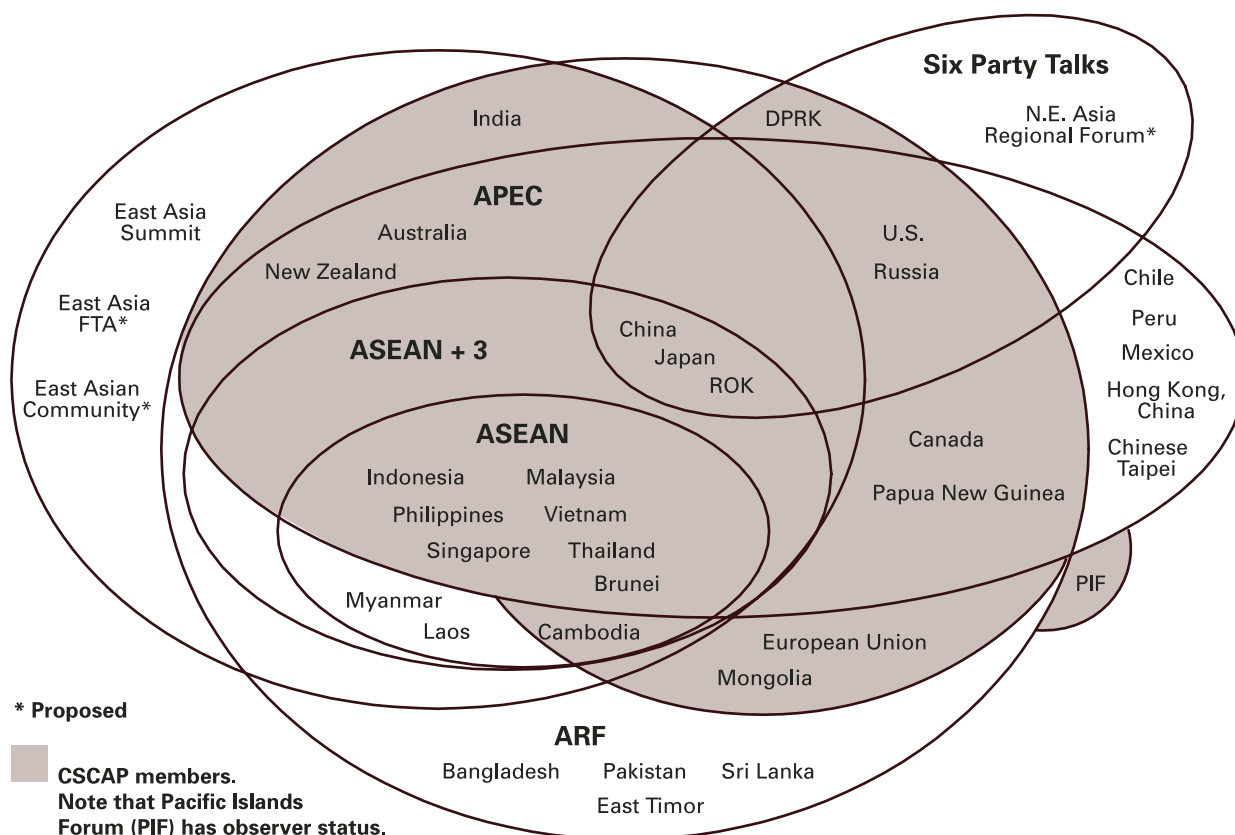 Six Party Talks
N.E. Asia
Regional Forum*
India
DPRK
APEC
East Asia
Summit
Australia
New Zealand
U.S.
Russia
Chile
Peru
Mexico
Hong Kong,
China
Chinese
Taipei
East Asia
FTA*
East Asian
Community*
ASEAN + 3
China
Japan
ROK
ASEAN
Indonesia
Malaysia
Philippines
Vietnam
Singapore
Thailand
Brunei
Myanmar
Laos
Cambodia
Canada
Papua New Guinea
PIF
European Union
Mongolia
ARF
Bangladesh
Pakistan
Sri Lanka
East Timor
* Proposed
CSCAP members.
Note that Pacific Islands
Forum (PIF) has observer status.